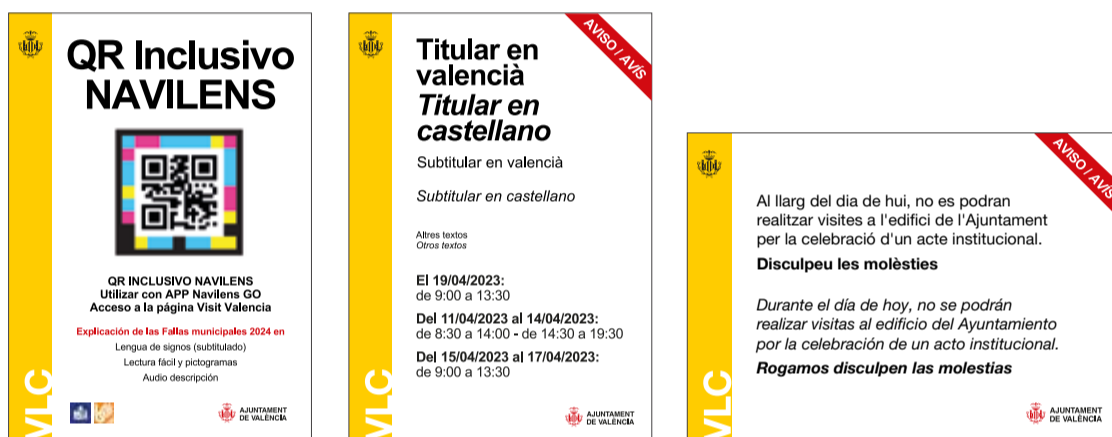 QR Inclusivo
NAVILENS
QR INCLUSIVO NAVILENS
Utilizar con APP Navilens GO
Acceso a la página Visit Valencia
Explicación de las Fallas municipales 2024 en
Lengua de signos (subtitulado)
Lectura fácil y pictogramas
Audio descripción
VLC
AJUNTAMENT
DE VALÈNCIA
AVISO / AVÍS
Titular en
valencià
Titular en
castellano
Subtitular en valencià
Subtitular en castellano
Altres textos
Otros textos
El 19/04/2023:
de 9:00 a 13:30
Del 11/04/2023 al 14/04/2023:
de 8:30 a 14:00 - de 14:30 a 19:30
Del 15/04/2023 al 17/04/2023:
de 9:00 a 13:30
VLC
AJUNTAMENT
DE VALÈNCIA
AVISO / AVÍS
Al llarg del dia de hui, no es podran
realitzar visites a l'edifici de l'Ajuntament
per la celebració d'un acte institucional.
Disculpeu les molèsties
Durante el día de hoy, no se podrán
realizar visitas al edificio del Ayuntamiento
por la celebración de un acto institucional.
Rogamos disculpen las molestias
VLC
AJUNTAMENT
DE VALÈNCIA